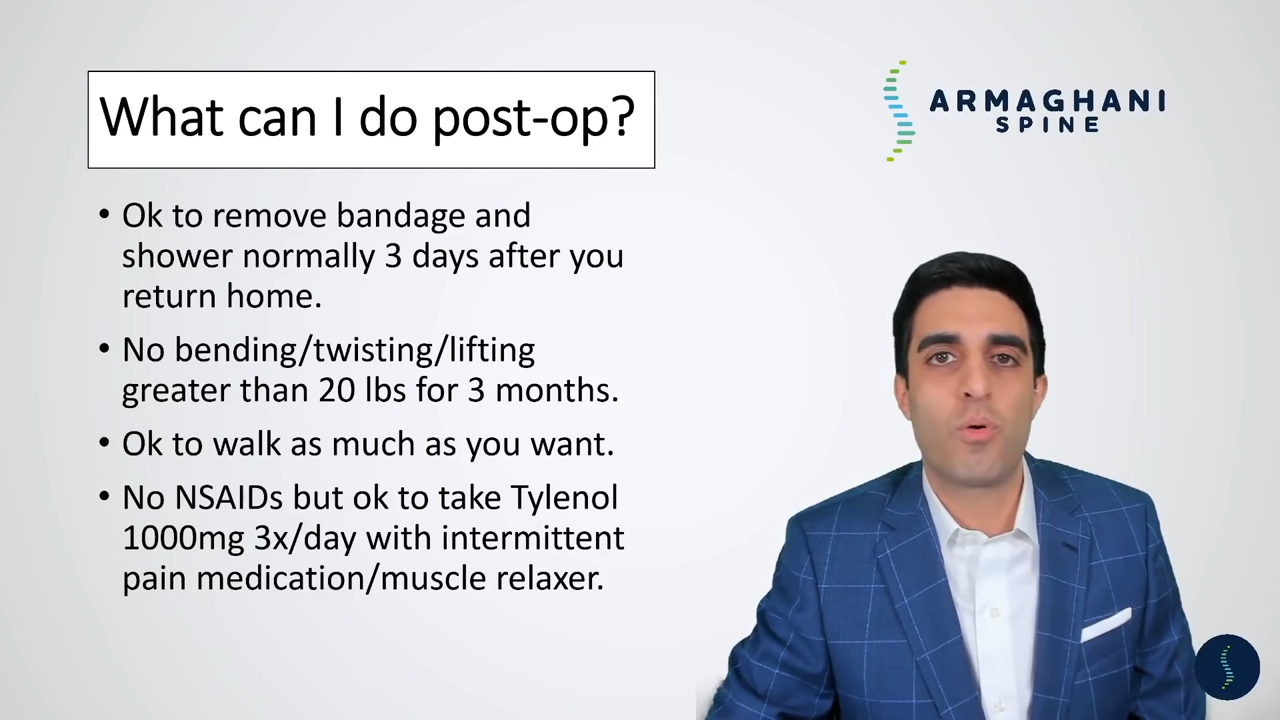 What can I do post-op?
ARMAGHANI
SPINE
• Ok to remove bandage and
shower normally 3 days after you
return home.
• No bending/twisting/lifting
greater than 20 lbs for 3 months.
• Ok to walk as much as you want.
• No NSAIDs but ok to take Tylenol
1000mg 3x/day with intermittent
pain medication/muscle relaxer.